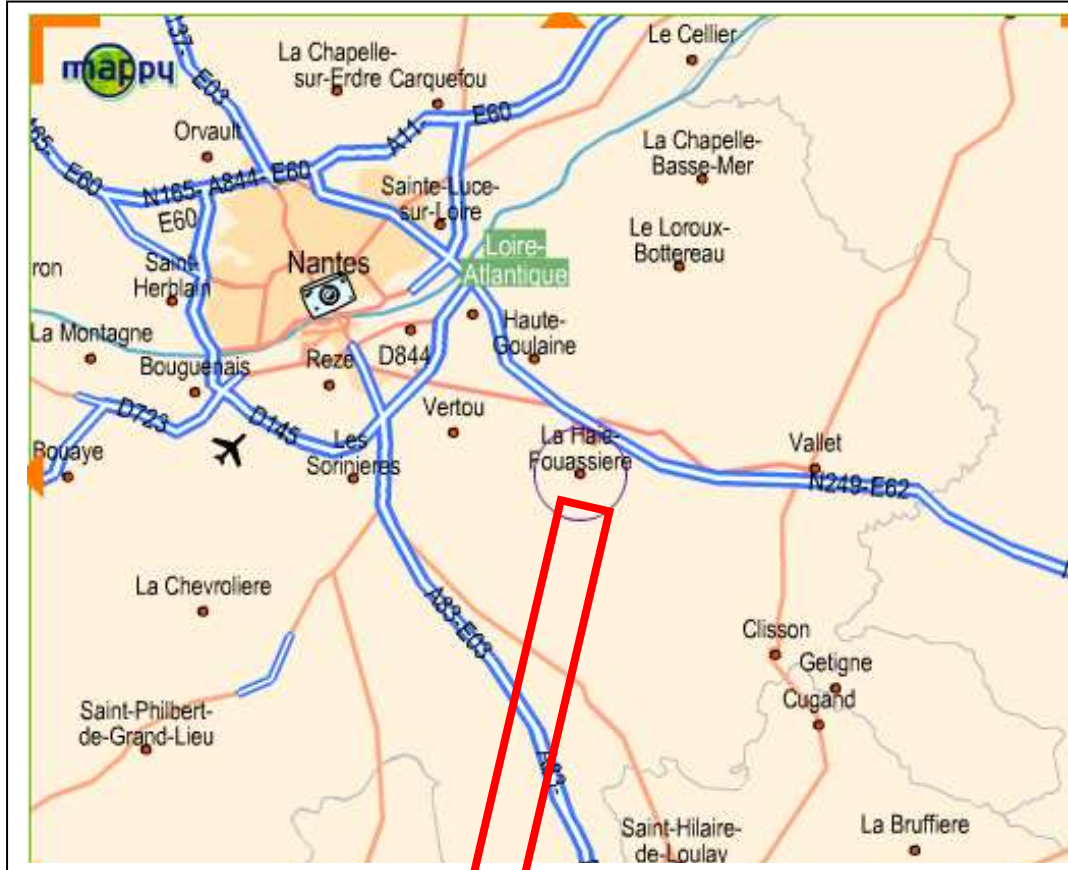 mappy
137- E03
La Chapelle-
sur-Erdre
Carquefou
Le Cellier
A11-
E60
Orvault
La Chapelle-
Basse-Mer
E60
N165- A844- E60
E60
Sainte-Luce-
sur-Loire
Le Loroux-
Bottereau
Loire-
Atlantique
ron
Saint-
Herblain
Nantes
Haute-
Goulaine
La Montagne
Bouguenais
Reze
D844
Vertou
D723
D145
Les
Sorinieres
La Haie-
Fouassiere
Vallet
N249-E62
Bouaye
La Chevroliere
A83-E03
Clisson
Getigne
Cugand
Saint-Philbert-
de-Grand-Lieu
A83-
Saint-Hilaire-
de-Loulay
La Bruffiere